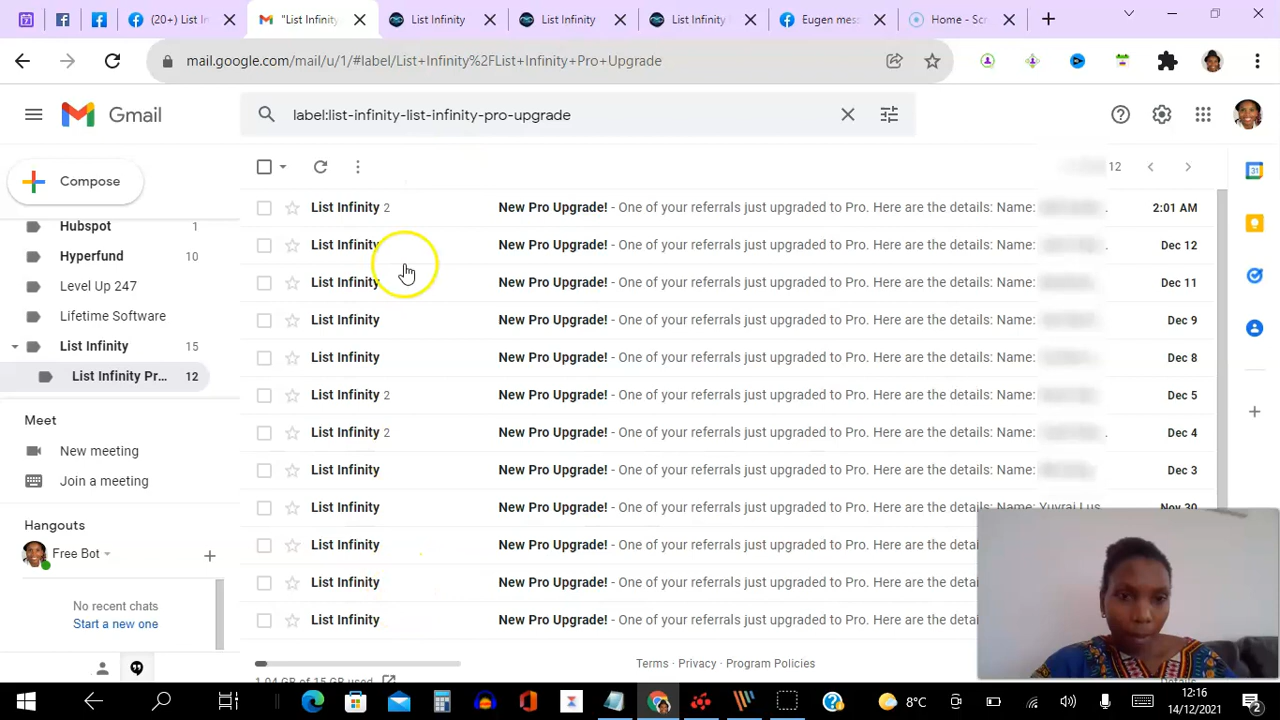 (20+) List In
"List Infinity
List Infinity
List Infinity
List Infinity
Eugen mess
Home - Scr
mail.google.com/mail/u/1/#label/List+Infinity%2FList+Infinity+Pro+Upgrade
Gmail
label:list-infinity-list-infinity-pro-upgrade
Compose
12
Hubspot 1
Hyperfund 10
Level Up 247
Lifetime Software
List Infinity 15
List Infinity Pr... 12
Meet
New meeting
Join a meeting
Hangouts
Free Bot
No recent chats
Start a new one
List Infinity 2 New Pro Upgrade! - One of your referrals just upgraded to Pro. Here are the details: Name: 2:01 AM
List Infinity New Pro Upgrade! - One of your referrals just upgraded to Pro. Here are the details: Name: Dec 12
List Infinity New Pro Upgrade! - One of your referrals just upgraded to Pro. Here are the details: Name: Dec 11
List Infinity New Pro Upgrade! - One of your referrals just upgraded to Pro. Here are the details: Name: Dec 9
List Infinity New Pro Upgrade! - One of your referrals just upgraded to Pro. Here are the details: Name: Dec 8
List Infinity 2 New Pro Upgrade! - One of your referrals just upgraded to Pro. Here are the details: Name: Dec 5
List Infinity 2 New Pro Upgrade! - One of your referrals just upgraded to Pro. Here are the details: Name: Dec 4
List Infinity New Pro Upgrade! - One of your referrals just upgraded to Pro. Here are the details: Name: Dec 3
List Infinity New Pro Upgrade! - One of your referrals just upgraded to Pro. Here are the details: Name: Yuvraj Lus Nov 30
List Infinity New Pro Upgrade! - One of your referrals just upgraded to Pro. Here are the detai
List Infinity New Pro Upgrade! - One of your referrals just upgraded to Pro. Here are the detai
List Infinity New Pro Upgrade! - One of your referrals just upgraded to Pro. Here are the detai
Terms · Privacy · Program Policies
1.04 GB of 15 GB used
Details
8°C
12:16
14/12/2021
2